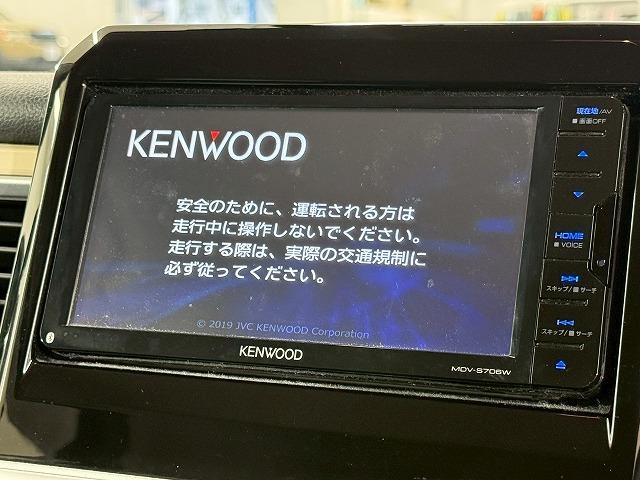 KENWOOD
安全のために、運転される方は
走行中に操作しないでください。
走行する際は、実際の交通規制に
必ず従ってください。
© 2019 JVC KENWOOD Corporation
KENWOOD
MDV-S706W
現在地/AV
■ 画面OFF
HOME
■ VOICE
スキップ/■ サーチ
スキップ/■ サーチ